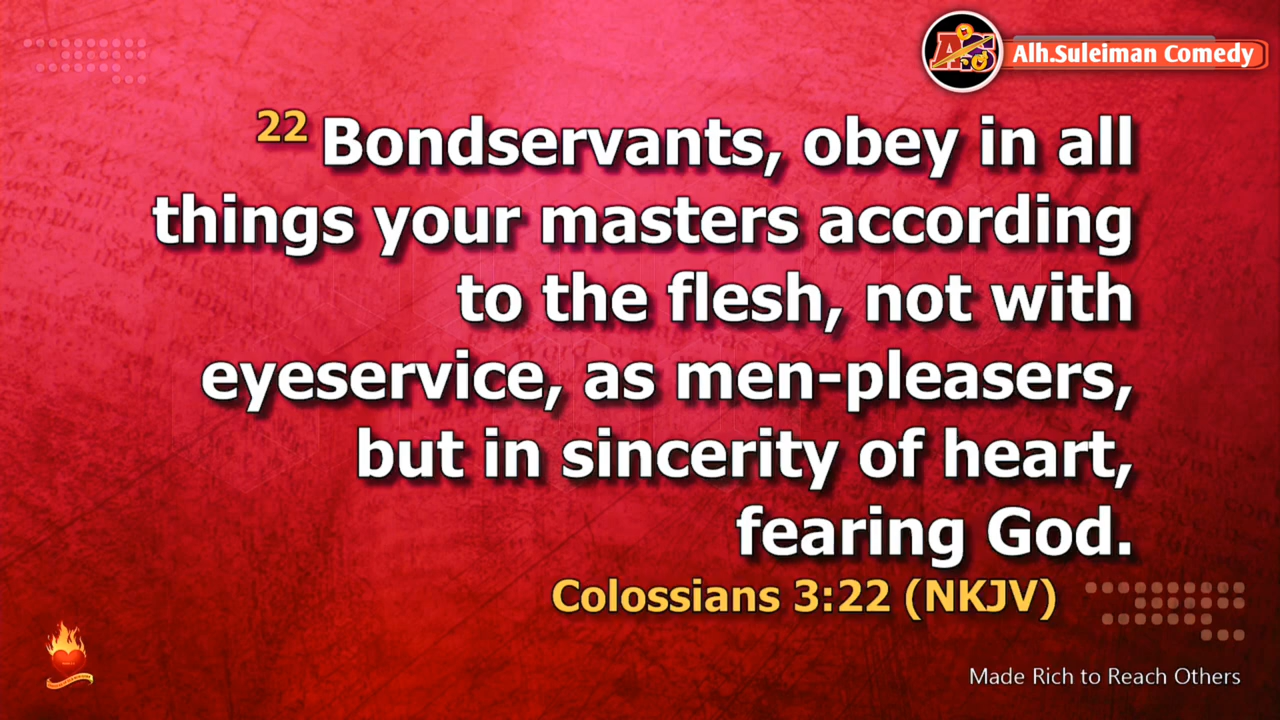 Alh.Suleiman Comedy
22 Bondservants, obey in all
things your masters according
to the flesh, not with
eyeservice, as men-pleasers,
but in sincerity of heart,
fearing God.
Colossians 3:22 (NKJV)
Made Rich to Reach Others